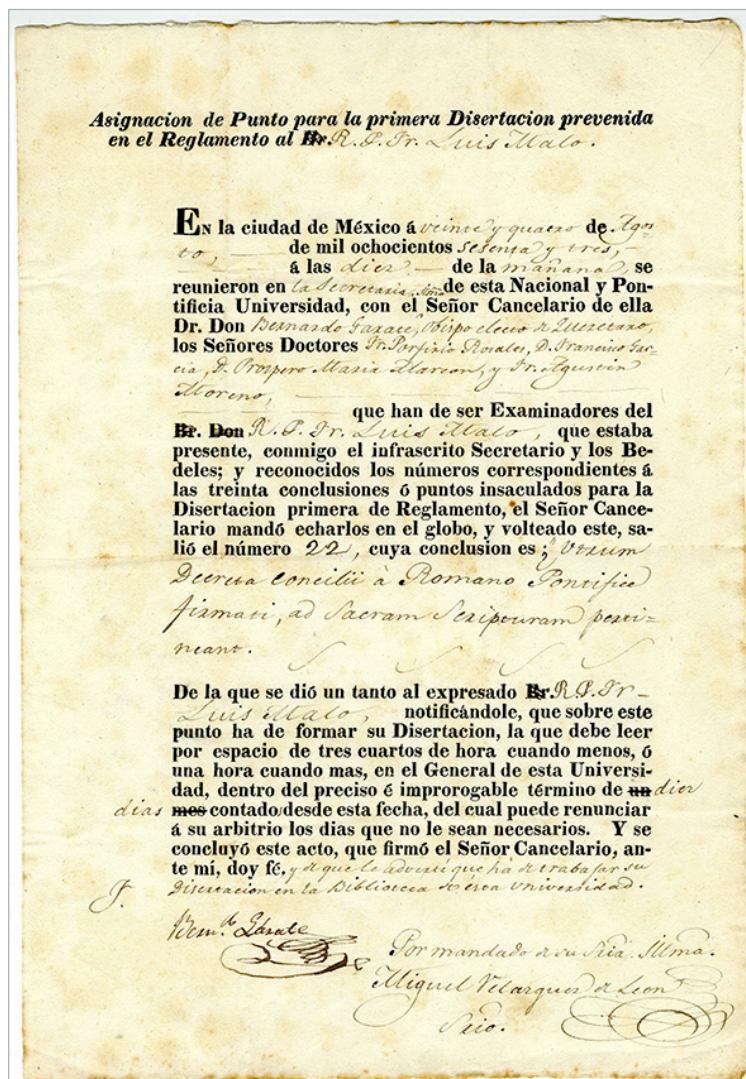 Asignacion de Punto para la primera Disertacion prevenida
en el Reglamento al Br. R. P. Fr. Luis Malo.
EN la ciudad de México á veinte y quatro de Agos-
to, de mil ochocientos sesenta y tres,
á las diez de la mañana, se
reunieron en la Secretaria, de esta Nacional y Pon-
tificia Universidad, con el Señor Cancelario de ella
Dr. Don Bernardo Garate, Obispo electo de Queretaro,
los Señores Doctores Fr. Porfirio Rosales, D. Francisco Gar-
cia, D. Prospero Maria Alarcon, y Fr. Agustin
Moreno,
que han de ser Examinadores del
Br. Don R. P. Fr. Luis Malo, que estaba
presente, conmigo el infrascrito Secretario y los Be-
deles; y reconocidos los números correspondientes á
las treinta conclusiones ó puntos insaculados para la
Disertacion primera de Reglamento, el Señor Cance-
lario mandó echarlos en el globo, y volteado este, sa-
lió el número 22, cuya conclusion es; Utrum
Decreta Concilii à Romano Pontifice
firmati, ad Sacram Scripturam perti=
neant.
De la que se dió un tanto al expresado Br. R. P. Fr-
Luis Malo, notificándole, que sobre este
punto ha de formar su Disertacion, la que debe leer
por espacio de tres cuartos de hora cuando menos, ó
una hora cuando mas, en el General de esta Universi-
dad, dentro del preciso é improrogable término de un diez
dias mes contado desde esta fecha, del cual puede renunciar
á su arbitrio los dias que no le sean necesarios. Y se
concluyó este acto, que firmó el Señor Cancelario, an-
te mí, doy fé, y de que le adverti que ha de trabajar su
Disertacion en la Biblioteca de esta Universidad.
Bern.do Gárate
Por mandado de su Sria. Illma.
Miguel Velazquez de Leon
Srio.